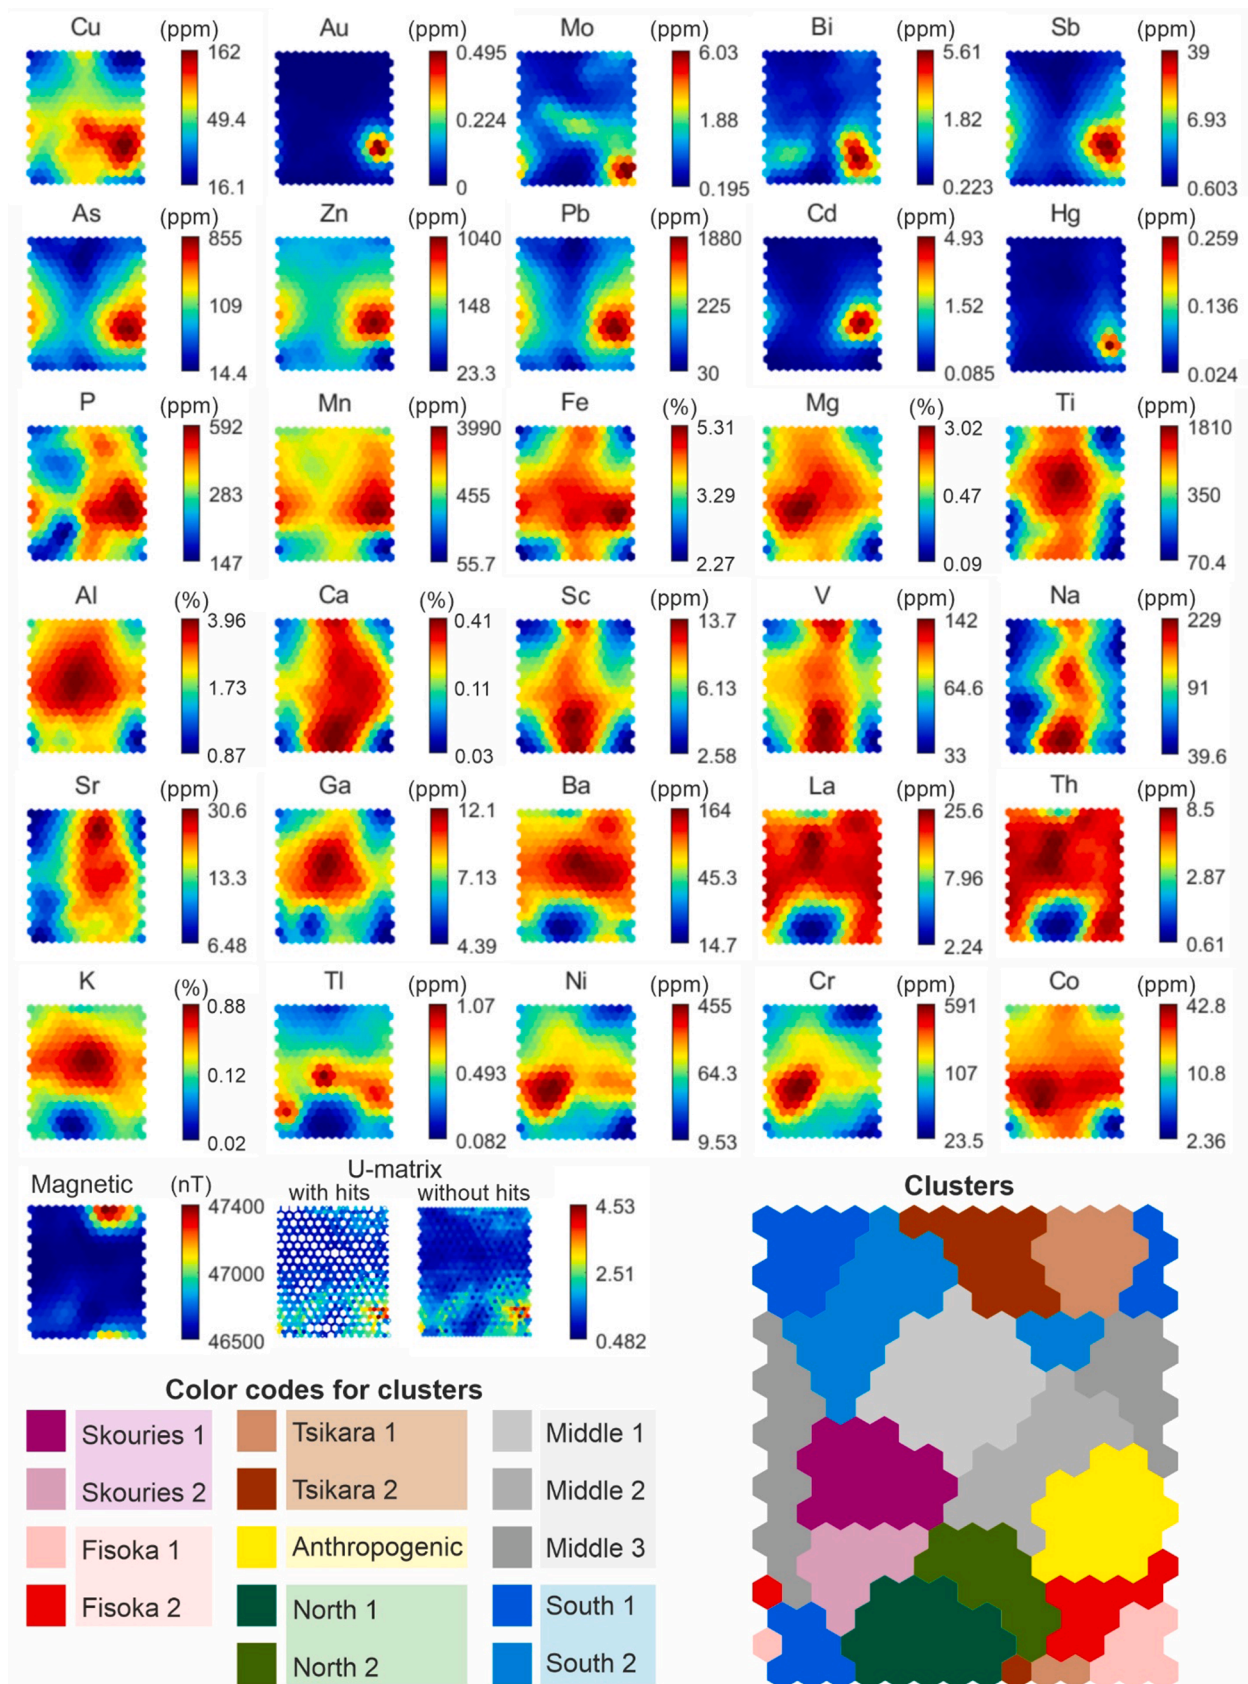 Cu (ppm) Au (ppm) Mo (ppm) Bi (ppm) Sb (ppm)
162 0.495 6.03 5.61 39
49.4 0.224 1.88 1.82 6.93
16.1 0 0.195 0.223 0.603
As (ppm) Zn (ppm) Pb (ppm) Cd (ppm) Hg (ppm)
855 1040 1880 4.93 0.259
109 148 225 1.52 0.136
14.4 23.3 30 0.085 0.024
P (ppm) Mn (ppm) Fe (%) Mg (%) Ti (ppm)
592 3990 5.31 3.02 1810
283 455 3.29 0.47 350
147 55.7 2.27 0.09 70.4
Al (%) Ca (%) Sc (ppm) V (ppm) Na (ppm)
3.96 0.41 13.7 142 229
1.73 0.11 6.13 64.6 91
0.87 0.03 2.58 33 39.6
Sr (ppm) Ga (ppm) Ba (ppm) La (ppm) Th (ppm)
30.6 12.1 164 25.6 8.5
13.3 7.13 45.3 7.96 2.87
6.48 4.39 14.7 2.24 0.61
K (%) Tl (ppm) Ni (ppm) Cr (ppm) Co (ppm)
0.88 1.07 455 591 42.8
0.12 0.493 64.3 107 10.8
0.02 0.082 9.53 23.5 2.36
Magnetic (nT)
47400
47000
46500
U-matrix
with hits without hits
4.53
2.51
0.482
Clusters
Color codes for clusters
Skouries 1 Tsikara 1 Middle 1
Skouries 2 Tsikara 2 Middle 2
Fisoka 1 Anthropogenic Middle 3
Fisoka 2 North 1 South 1
North 2 South 2